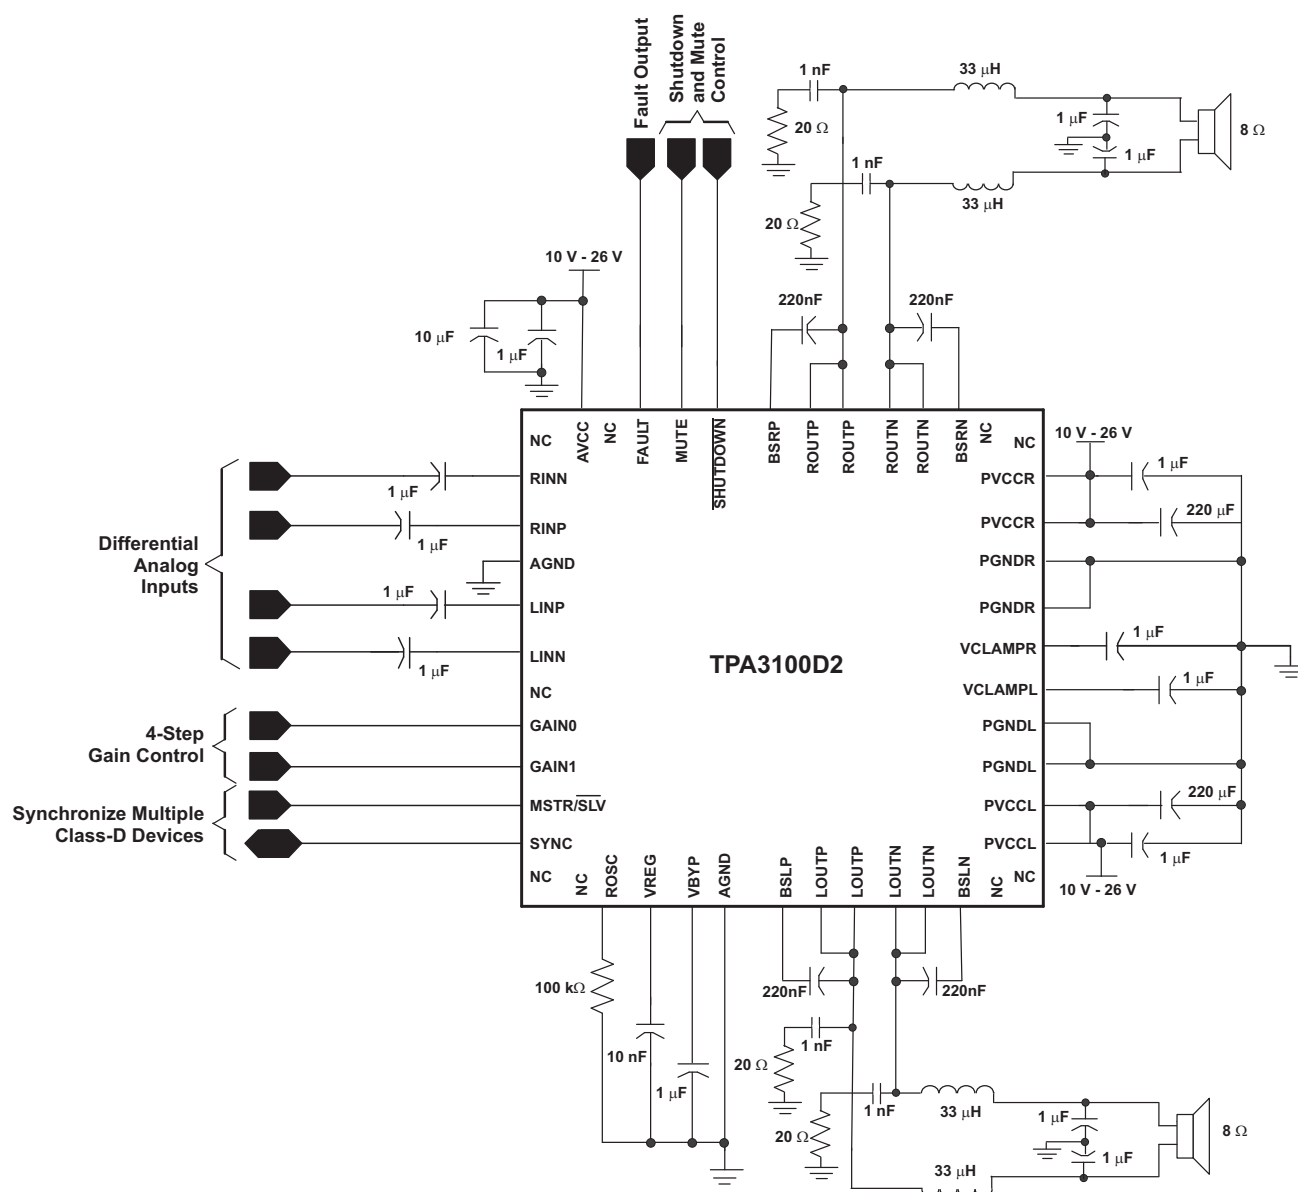 Fault Output
Shutdown
and Mute
Control
1 nF
33 μH
20 Ω
1 μF
1 μF
8 Ω
1 nF
33 μH
20 Ω
10 V - 26 V
10 μF
1 μF
220nF
220nF
NC
AVCC
NC
FAULT
MUTE
SHUTDOWN
BSRP
ROUTP
ROUTP
ROUTN
ROUTN
BSRN
NC
NC
10 V - 26 V
Differential
Analog
Inputs
1 μF
1 μF
1 μF
1 μF
RINN
RINP
AGND
LINP
LINN
NC
TPA3100D2
PVCCR
PVCCR
PGNDR
PGNDR
VCLAMPR
VCLAMPL
PGNDL
PGNDL
PVCCL
PVCCL
1 μF
220 μF
1 μF
1 μF
220 μF
1 μF
10 V - 26 V
4-Step
Gain Control
GAIN0
GAIN1
Synchronize Multiple
Class-D Devices
MSTR/SLV
SYNC
NC
NC
ROSC
VREG
VBYP
AGND
BSLP
LOUTP
LOUTP
LOUTN
LOUTN
BSLN
NC
NC
100 kΩ
10 nF
1 μF
220nF
220nF
1 nF
20 Ω
1 nF
33 μH
20 Ω
1 μF
1 μF
8 Ω
33 μH